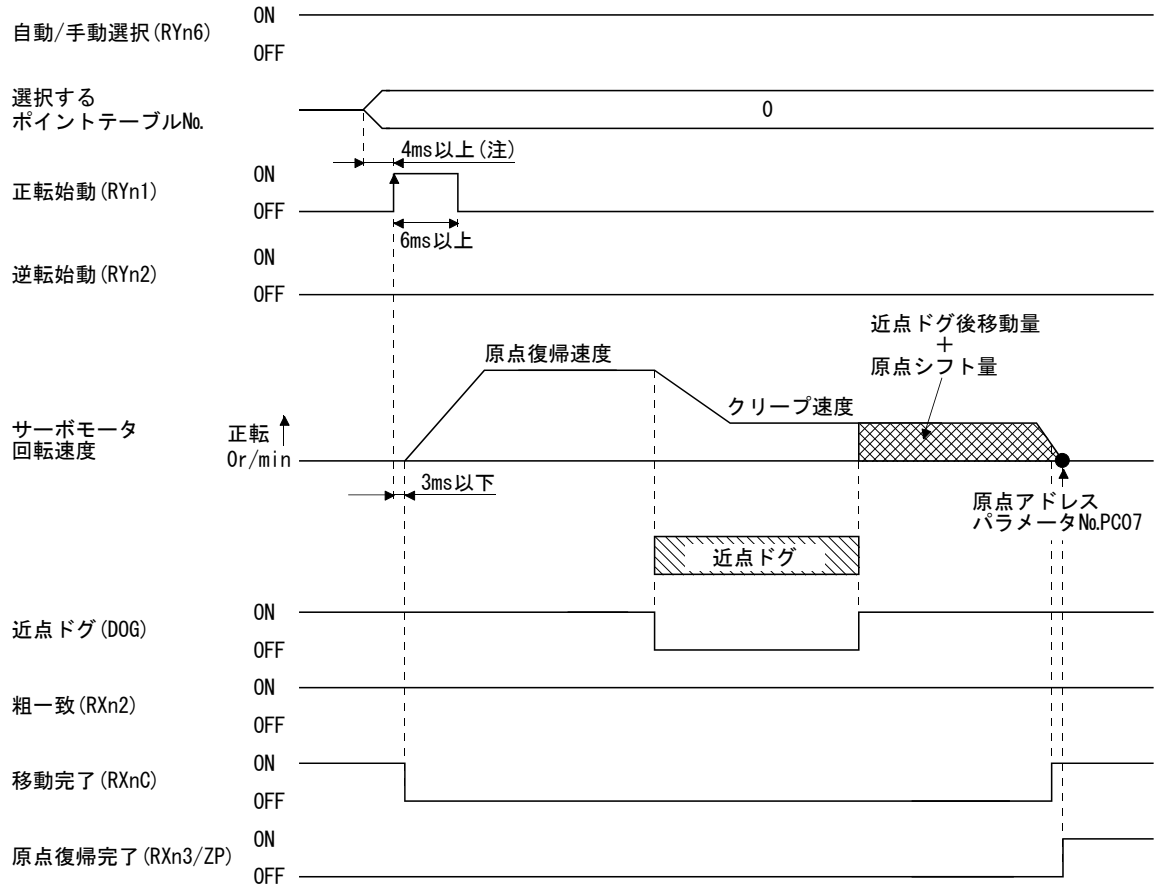 自動/手動選択(RYn6)
ON
OFF
選択する
ポイントテーブルNo.
0
4ms以上(注)
正転始動(RYn1)
ON
OFF
6ms以上
逆転始動(RYn2)
ON
OFF
近点ドグ後移動量
+
原点シフト量
原点復帰速度
クリープ速度
サーボモータ
回転速度
正転
0r/min
3ms以下
原点アドレス
パラメータNo.PC07
近点ドグ
近点ドグ(DOG)
ON
OFF
粗一致(RXn2)
ON
OFF
移動完了(RXnC)
ON
OFF
原点復帰完了(RXn3/ZP)
ON
OFF